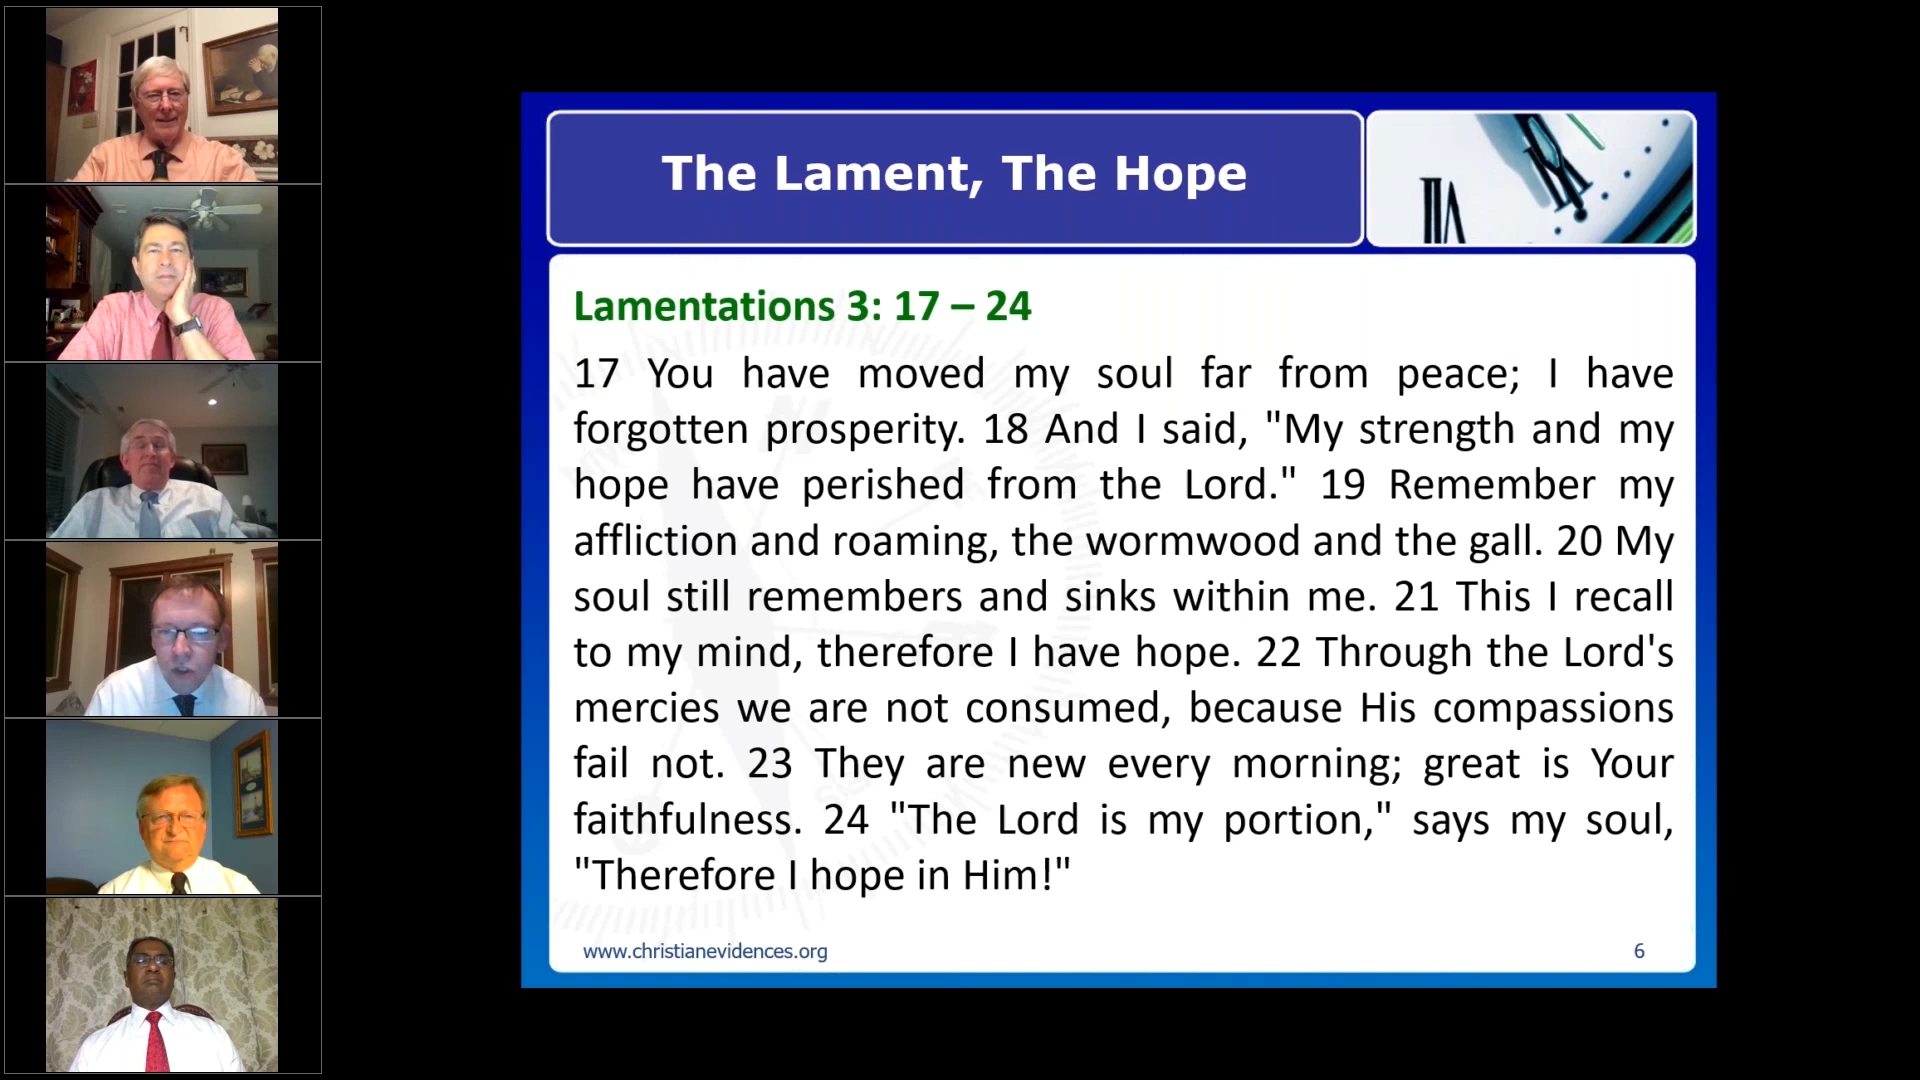 The Lament, The Hope
Lamentations 3: 17 – 24
17 You have moved my soul far from peace; I have
forgotten prosperity. 18 And I said, "My strength and my
hope have perished from the Lord." 19 Remember my
affliction and roaming, the wormwood and the gall. 20 My
soul still remembers and sinks within me. 21 This I recall
to my mind, therefore I have hope. 22 Through the Lord's
mercies we are not consumed, because His compassions
fail not. 23 They are new every morning; great is Your
faithfulness. 24 "The Lord is my portion," says my soul,
"Therefore I hope in Him!"
www.christianevidences.org 6